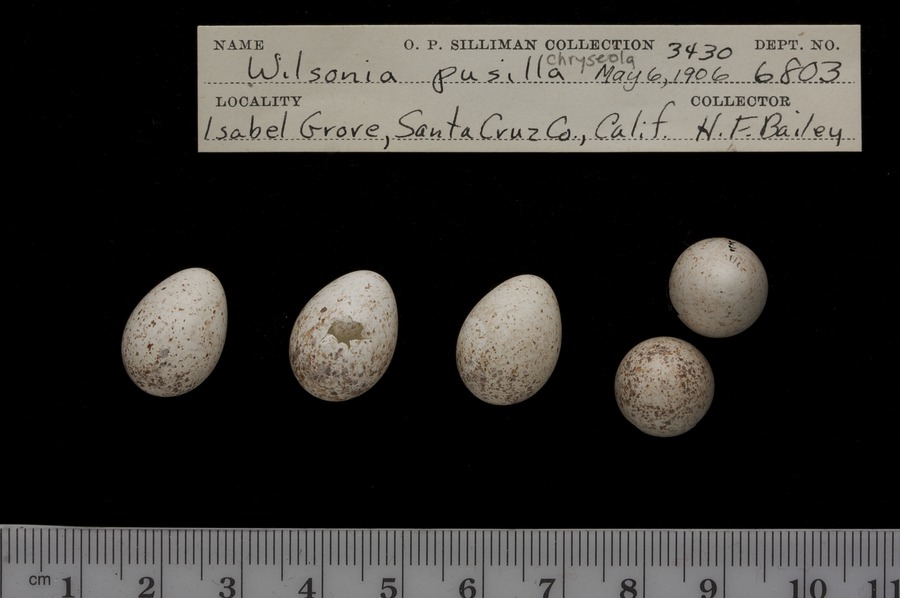 NAME O. P. SILLIMAN COLLECTION 3430 DEPT. NO.
chryseola
Wilsonia pusilla May 6, 1906 6803
LOCALITY COLLECTOR
Isabel Grove, Santa Cruz Co., Calif. H. F. Bailey
cm 1 2 3 4 5 6 7 8 9 10 11